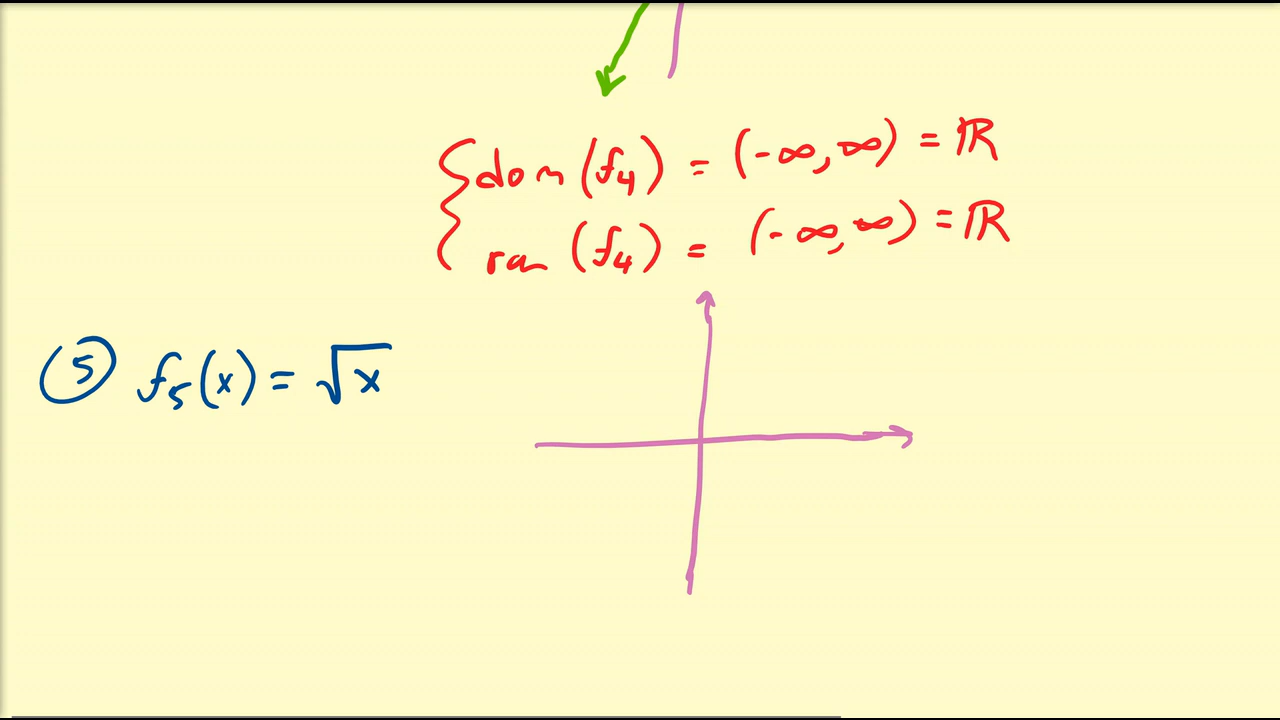 dom (f₄) = (-∞, ∞) = ℝ
ran (f₄) = (-∞, ∞) = ℝ
⑤ f₅(x) = √x